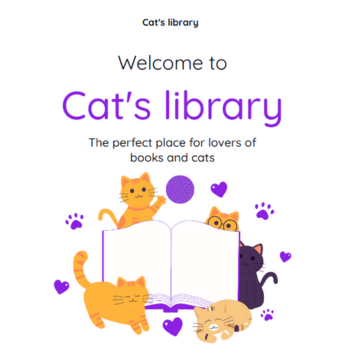 Cat's library
Welcome to
Cat's library
The perfect place for lovers of
books and cats